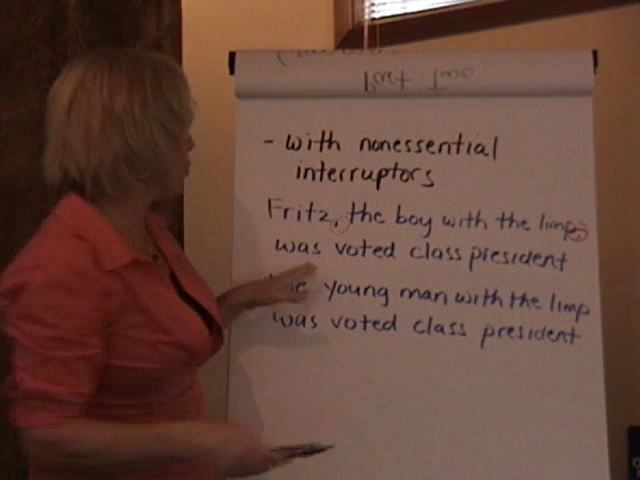 - with nonessential
interruptors
Fritz, the boy with the limp,
was voted class president
young man with the limp
was voted class president